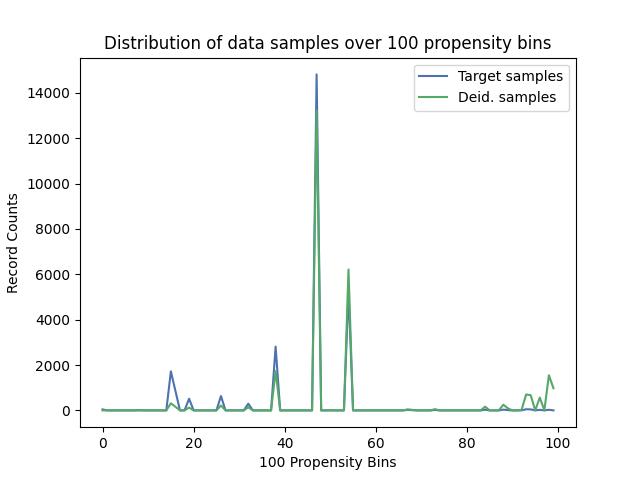 Distribution of data samples over 100 propensity bins
Target samples
Deid. samples
14000
12000
10000
8000
6000
4000
2000
0
Record Counts
0 20 40 60 80 100
100 Propensity Bins